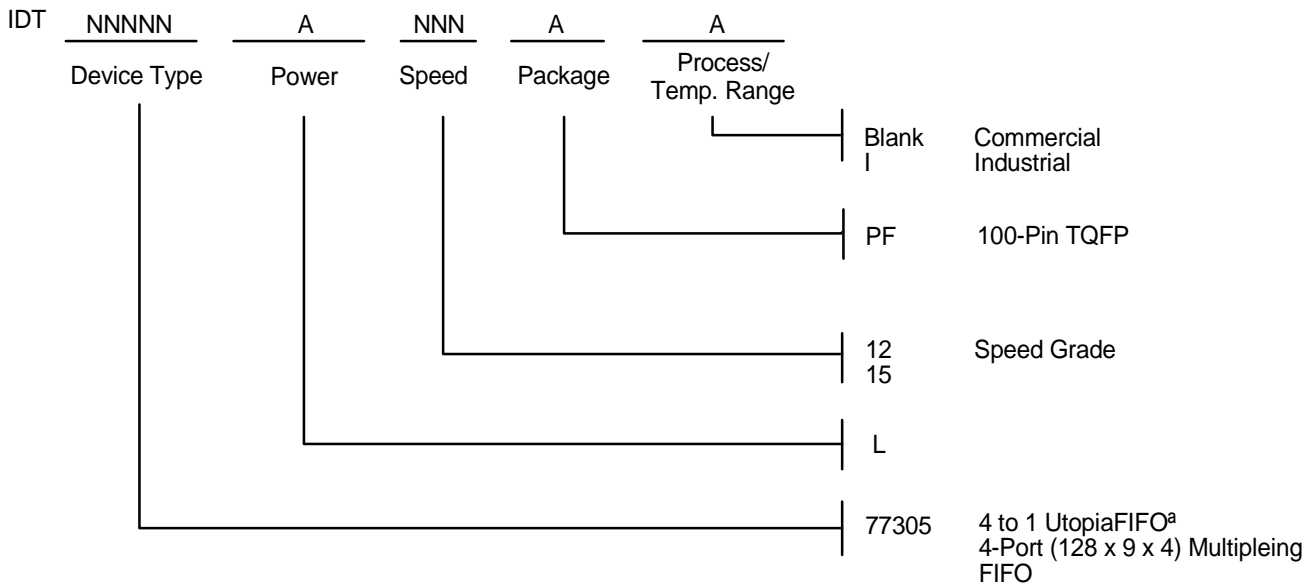 IDT NNNNN A NNN A A
Device Type Power Speed Package Process/
Temp. Range
Blank Commercial
I Industrial
PF 100-Pin TQFP
12 Speed Grade
15
L
77305 4 to 1 UtopiaFIFOª
4-Port (128 x 9 x 4) Multipleing
FIFO